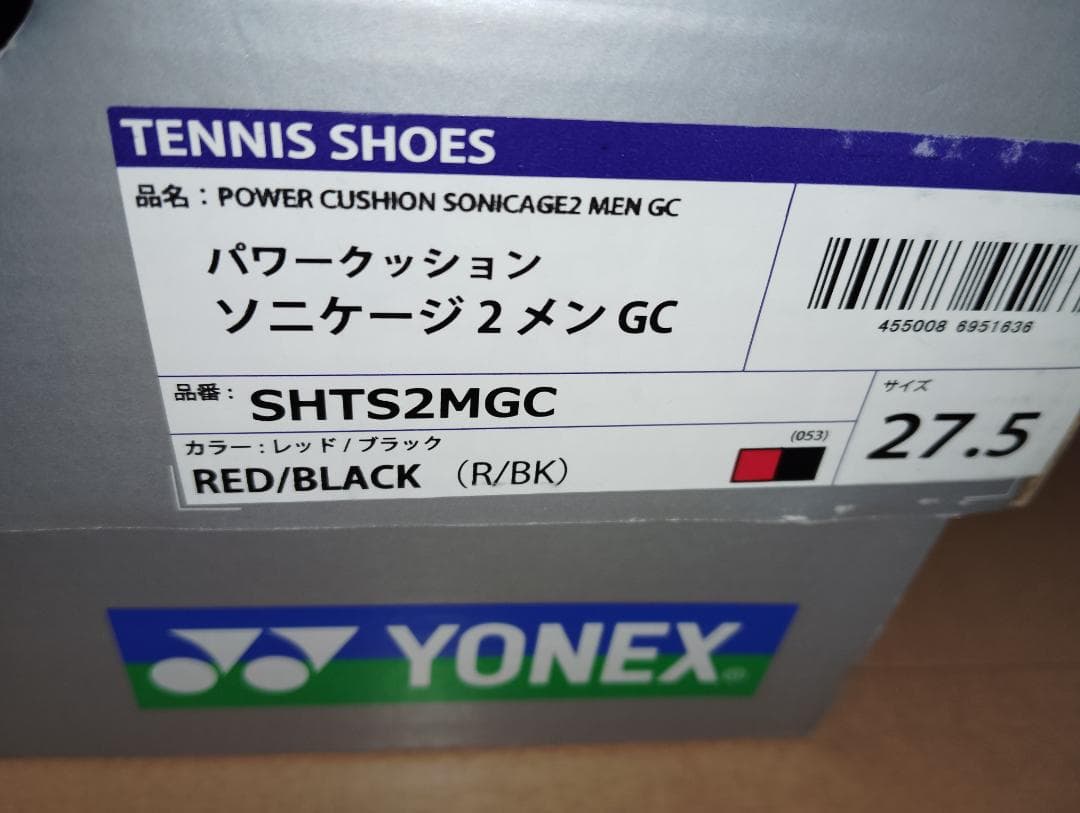 TENNIS SHOES
品名：POWER CUSHION SONICAGE2 MEN GC
パワークッション
ソニケージ2メンGC
455008 6951636
品番： SHTS2MGC
サイズ
27.5
カラー：レッド/ブラック
(053)
RED/BLACK （R/BK）
YONEX®